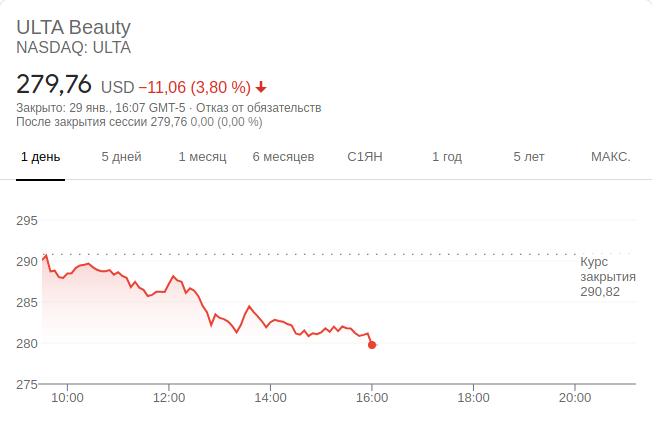 ULTA Beauty
NASDAQ: ULTA
279,76 USD −11,06 (3,80 %)
Закрыто: 29 янв., 16:07 GMT-5 · Отказ от обязательств
После закрытия сессии 279,76 0,00 (0,00 %)
1 день 5 дней 1 месяц 6 месяцев С1ЯН 1 год 5 лет МАКС.
295
290
Курс
закрытия
285
290,82
280
275
10:00 12:00 14:00 16:00 18:00 20:00